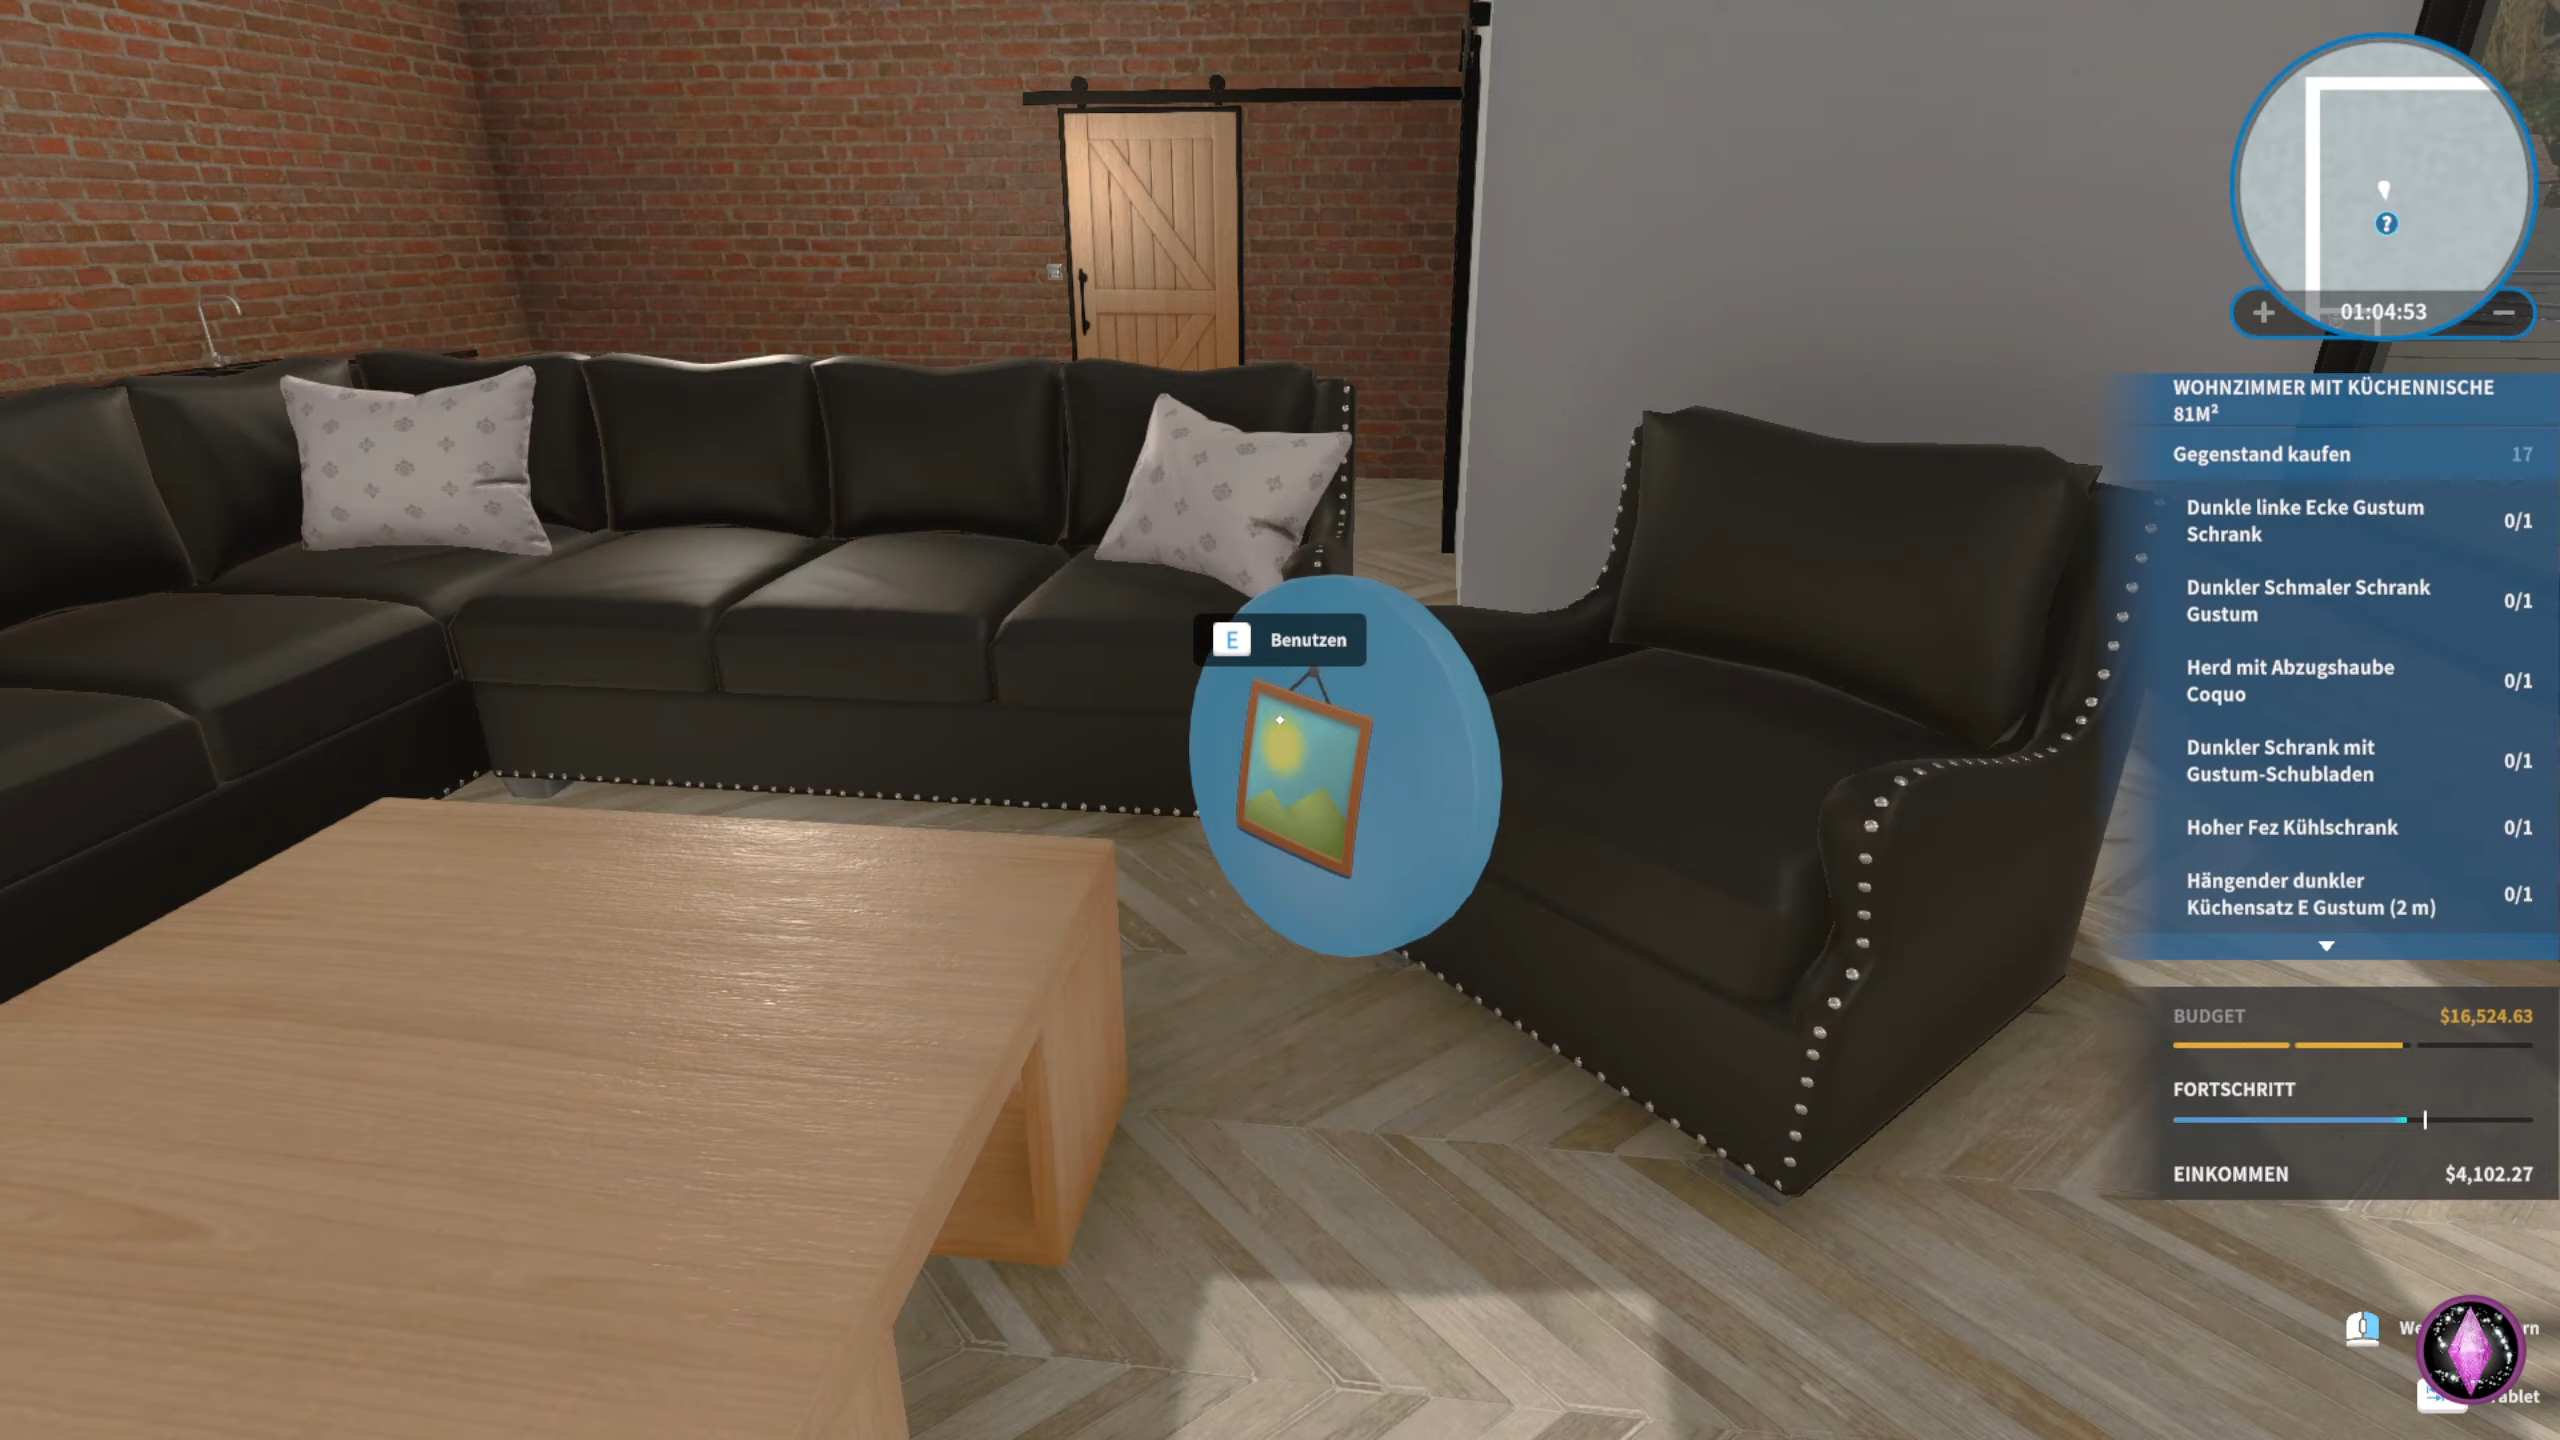 01:04:53
WOHNZIMMER MIT KÜCHENNISCHE
81M²
Gegenstand kaufen 17
Dunkle linke Ecke Gustum
Schrank 0/1
Dunkler Schmaler Schrank
Gustum 0/1
Herd mit Abzugshaube
Coquo 0/1
Dunkler Schrank mit
Gustum-Schubladen 0/1
Hoher Fez Kühlschrank 0/1
Hängender dunkler
Küchensatz E Gustum (2 m) 0/1
E Benutzen
BUDGET $16,524.63
FORTSCHRITT
EINKOMMEN $4,102.27